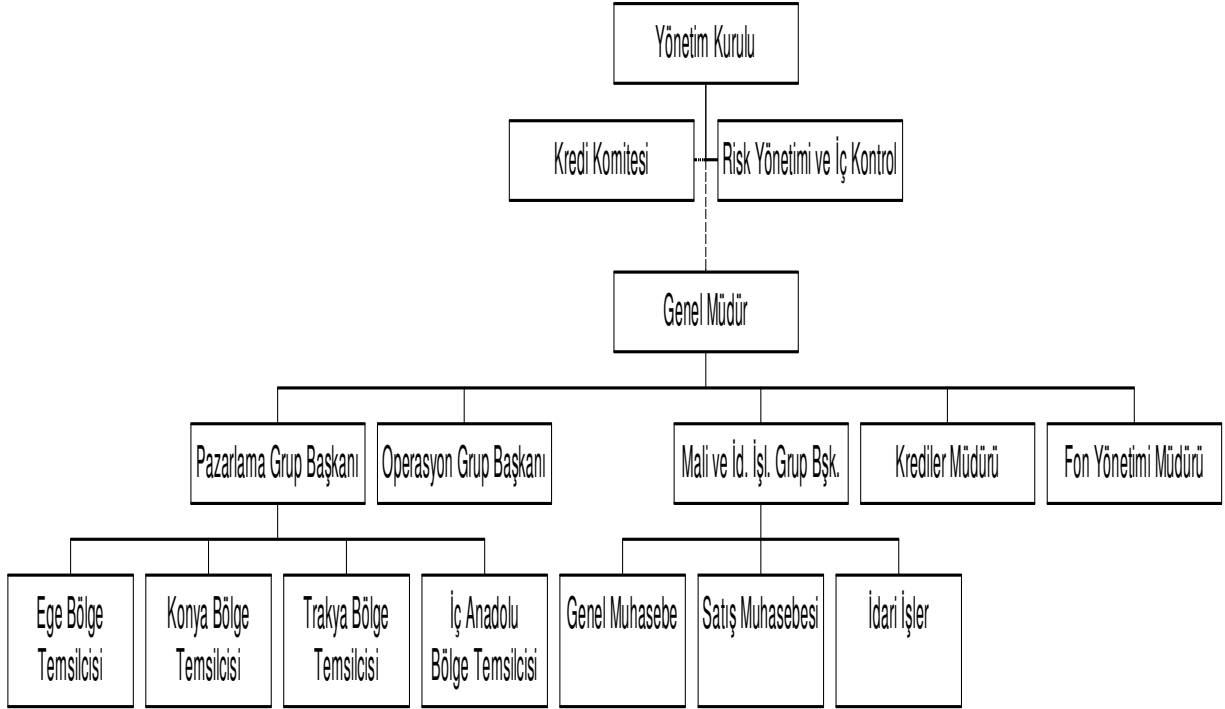 Yönetim Kurulu
Kredi Komitesi
Risk Yönetimi ve İç Kontrol
Genel Müdür
Pazarlama Grup Başkanı
Operasyon Grup Başkanı
Mali ve İd. İşl. Grup Bşk.
Krediler Müdürü
Fon Yönetimi Müdürü
Ege Bölge
Temsilcisi
Konya Bölge
Temsilcisi
Trakya Bölge
Temsilcisi
İç Anadolu
Bölge Temsilcisi
Genel Muhasebe
Satış Muhasebesi
İdari İşler